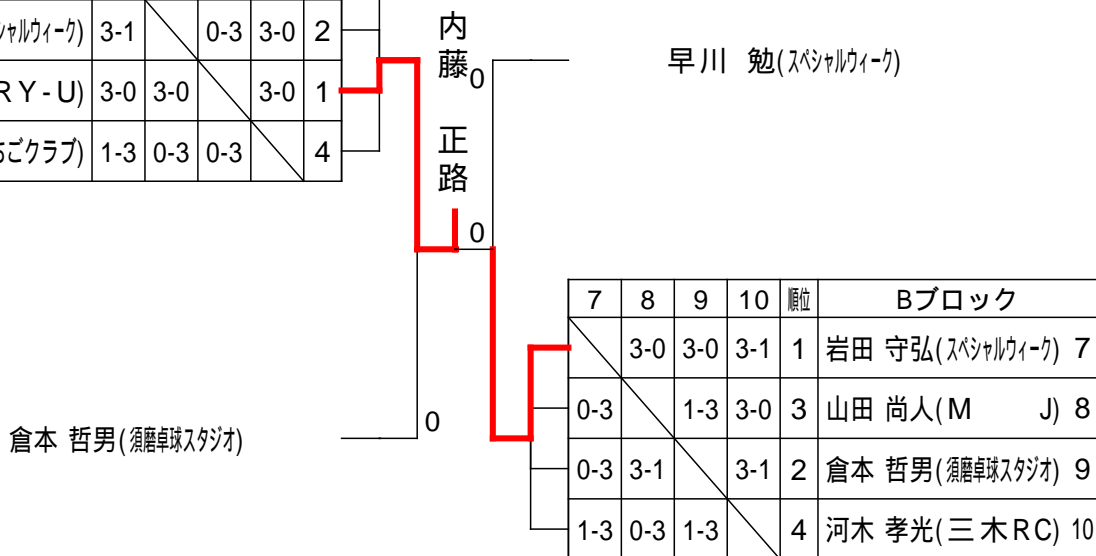 シャルウィーク) 3-1 0-3 3-0 2
RY-U) 3-0 3-0 3-0 1
ちごクラブ) 1-3 0-3 0-3 4
内藤 正路
0
早川 勉(スペシャルウィーク)
0
倉本 哲男(須磨卓球スタジオ)
0
7 8 9 10 順位 Bブロック
3-0 3-0 3-1 1 岩田 守弘(スペシャルウィーク) 7
0-3 1-3 3-0 3 山田 尚人(M J) 8
0-3 3-1 3-1 2 倉本 哲男(須磨卓球スタジオ) 9
1-3 0-3 1-3 4 河木 孝光(三木RC) 10